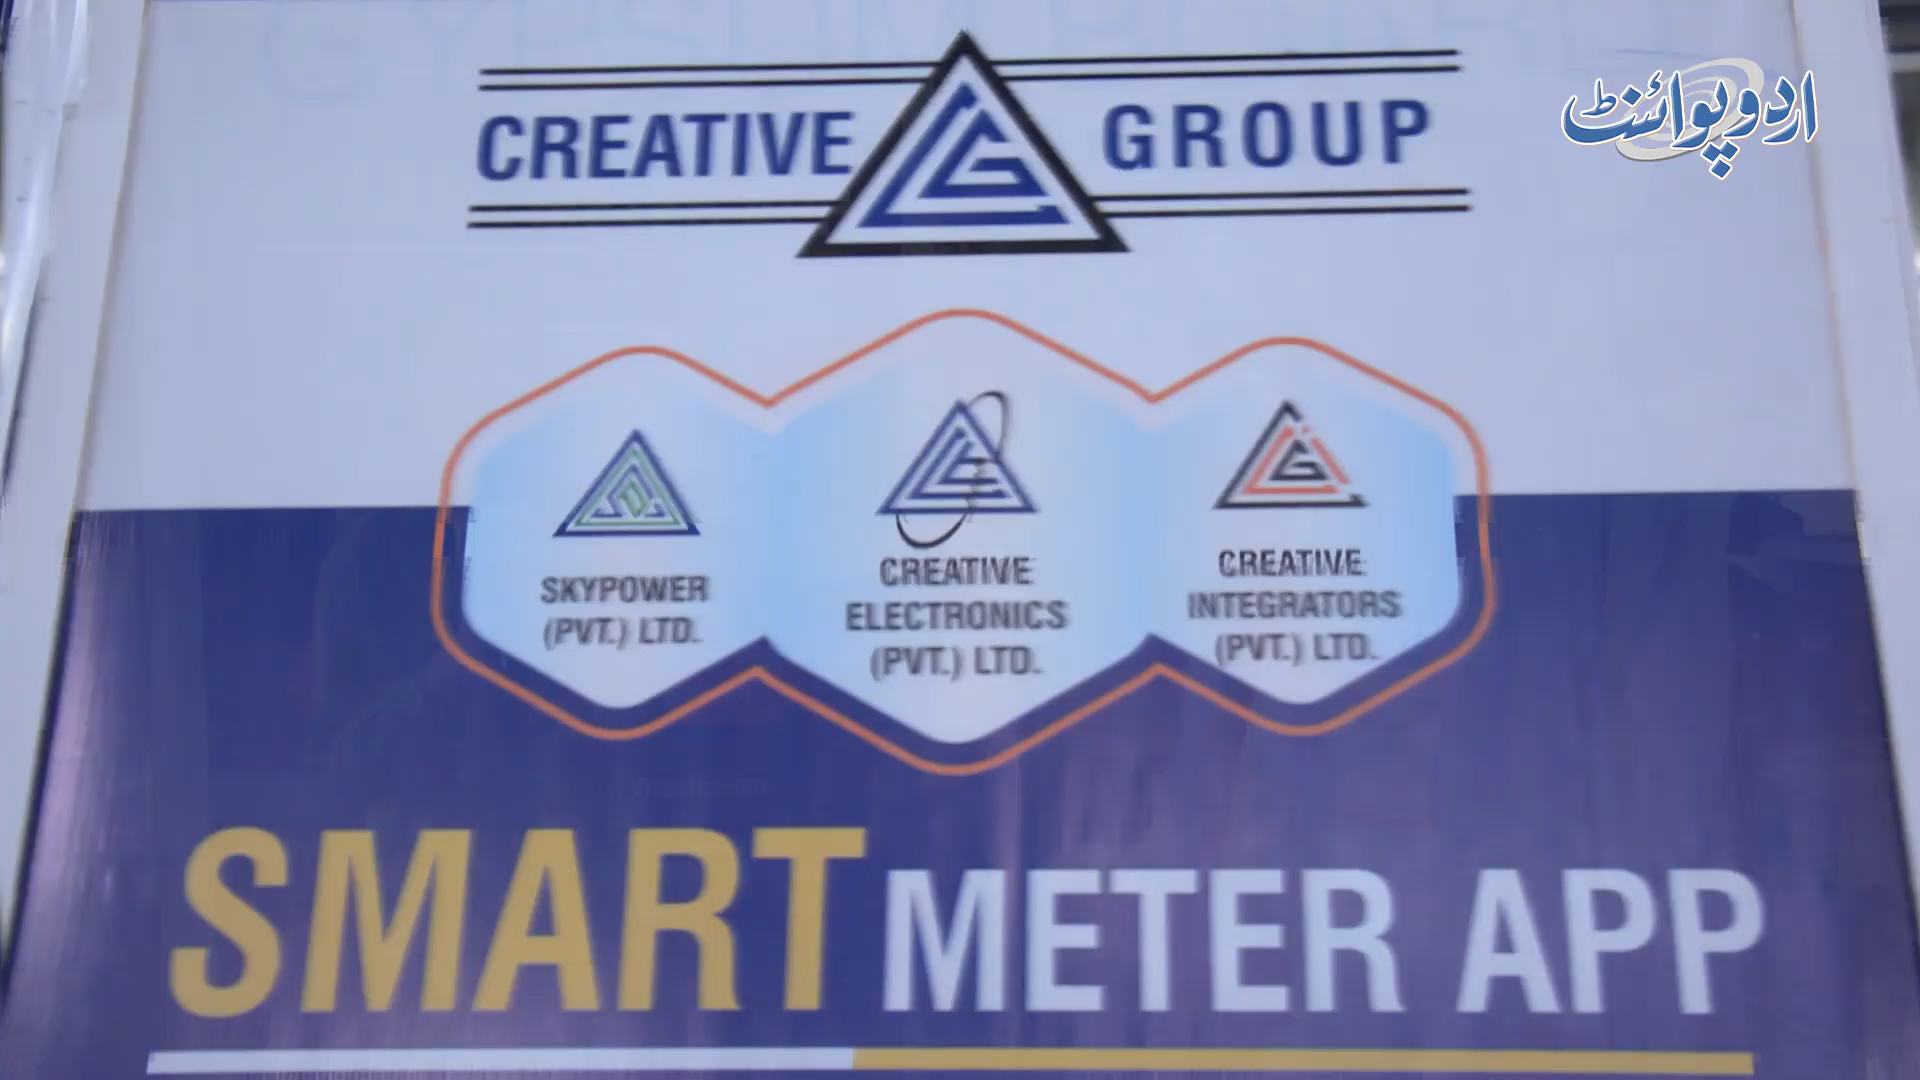 CREATIVE GROUP
اردوپوائنٹ
SKYPOWER
(PVT.) LTD.
CREATIVE
ELECTRONICS
(PVT.) LTD.
CREATIVE
INTEGRATORS
(PVT.) LTD.
SMART METER APP